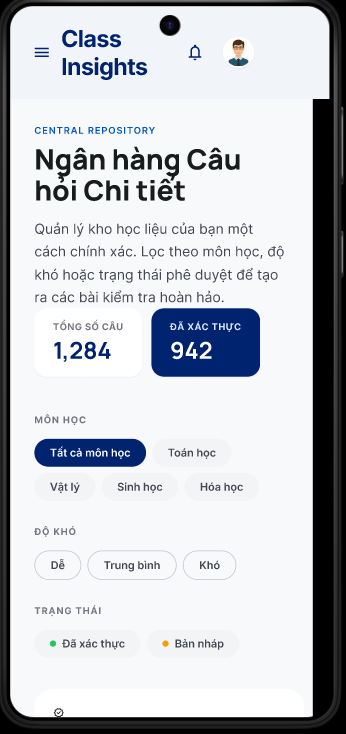 Class
Insights
CENTRAL REPOSITORY
Ngân hàng Câu
hỏi Chi tiết
Quản lý kho học liệu của bạn một
cách chính xác. Lọc theo môn học, độ
khó hoặc trạng thái phê duyệt để tạo
ra các bài kiểm tra hoàn hảo.
TỔNG SỐ CÂU
ĐÃ XÁC THỰC
1,284
942
MÔN HỌC
Tất cả môn học
Toán học
Vật lý
Sinh học
Hóa học
ĐỘ KHÓ
Dễ
Trung bình
Khó
TRẠNG THÁI
Đã xác thực
Bản nháp